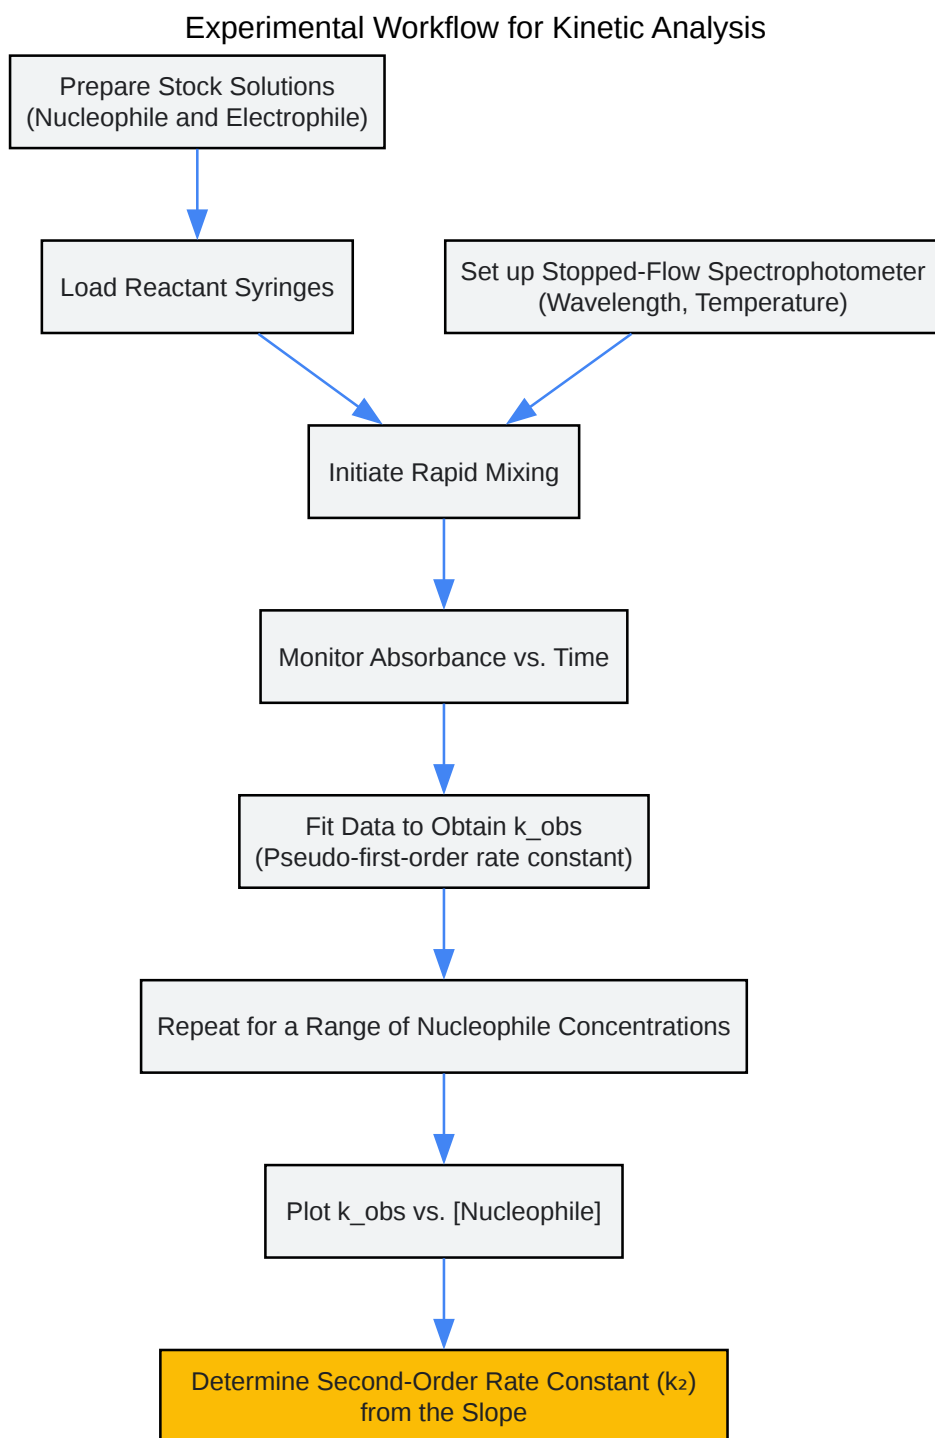 Experimental Workflow for Kinetic Analysis
Prepare Stock Solutions
(Nucleophile and Electrophile)
Load Reactant Syringes
Set up Stopped-Flow Spectrophotometer
(Wavelength, Temperature)
Initiate Rapid Mixing
Monitor Absorbance vs. Time
Fit Data to Obtain k_obs
(Pseudo-first-order rate constant)
Repeat for a Range of Nucleophile Concentrations
Plot k_obs vs. [Nucleophile]
Determine Second-Order Rate Constant (k₂)
from the Slope